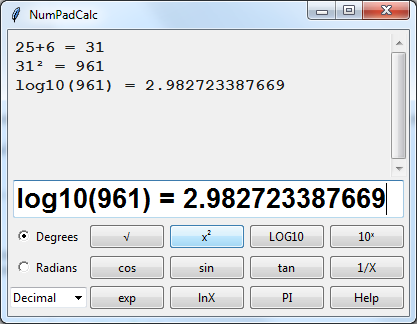 NumPadCalc
25+6 = 31
31² = 961
log10(961) = 2.982723387669
log10(961) = 2.982723387669
Degrees √ x² LOG10 10ˣ
Radians cos sin tan 1/X
Decimal exp lnX PI Help